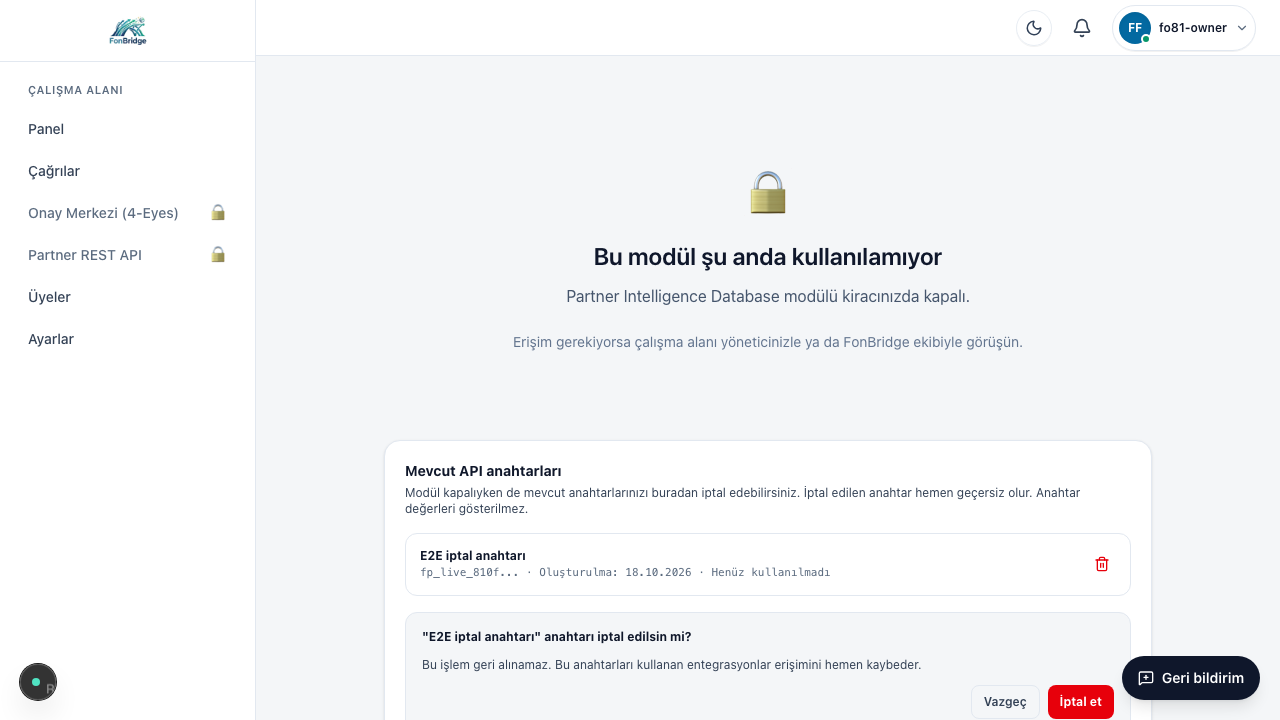 FonBridge
FF
fo81-owner
ÇALIŞMA ALANI
Panel
Çağrılar
Onay Merkezi (4-Eyes)
Partner REST API
Üyeler
Ayarlar
Bu modül şu anda kullanılamıyor
Partner Intelligence Database modülü kiracınızda kapalı.
Erişim gerekiyorsa çalışma alanı yöneticinizle ya da FonBridge ekibiyle görüşün.
Mevcut API anahtarları
Modül kapalıyken de mevcut anahtarlarınızı buradan iptal edebilirsiniz. İptal edilen anahtar hemen geçersiz olur. Anahtar
değerleri gösterilmez.
E2E iptal anahtarı
fp_live_810f... · Oluşturulma: 18.10.2026 · Henüz kullanılmadı
"E2E iptal anahtarı" anahtarı iptal edilsin mi?
Bu işlem geri alınamaz. Bu anahtarları kullanan entegrasyonlar erişimini hemen kaybeder.
Vazgeç
İptal et
Geri bildirim